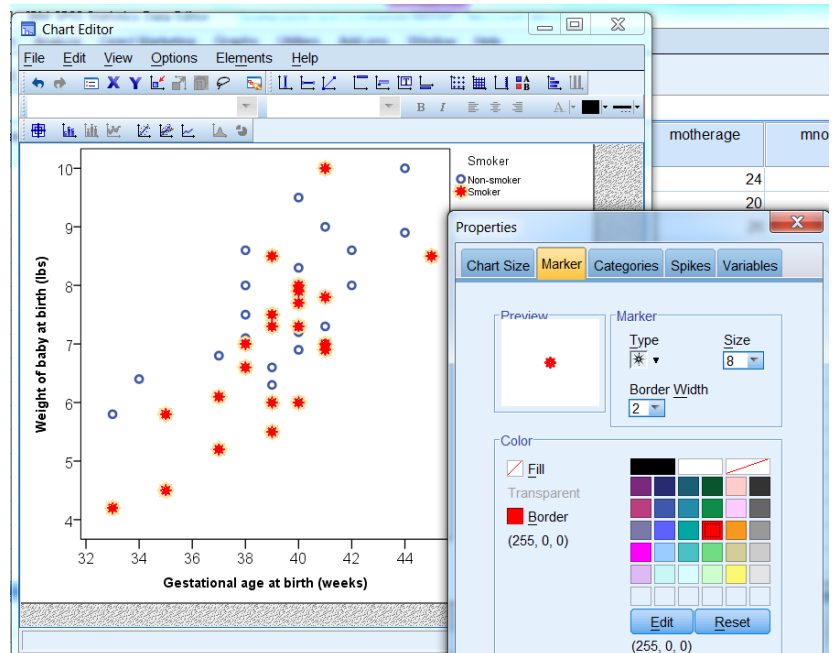 Chart Editor
File Edit View Options Elements Help
B I
A
motherage mno
24
20
Smoker
Non-smoker
Smoker
10
9
8
7
6
5
4
Weight of baby at birth (lbs)
32 34 36 38 40 42 44
Gestational age at birth (weeks)
Properties
Chart Size Marker Categories Spikes Variables
Preview
Marker
Type
Size
8
Border Width
2
Color
Fill
Transparent
Border
(255, 0, 0)
Edit Reset
(255, 0, 0)